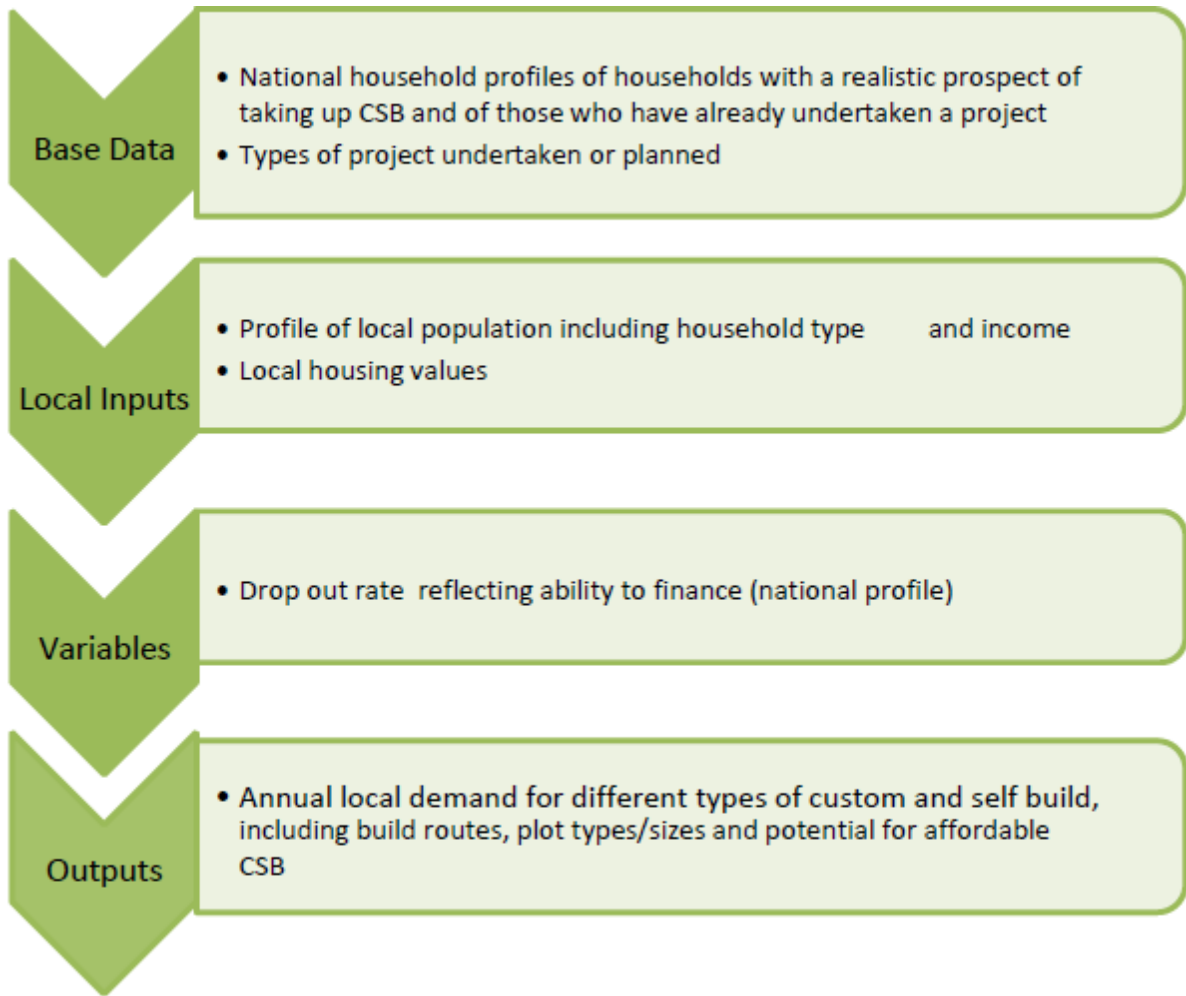 Base Data
• National household profiles of households with a realistic prospect of
taking up CSB and of those who have already undertaken a project
• Types of project undertaken or planned
Local Inputs
• Profile of local population including household type and income
• Local housing values
Variables
• Drop out rate reflecting ability to finance (national profile)
Outputs
• Annual local demand for different types of custom and self build,
including build routes, plot types/sizes and potential for affordable
CSB